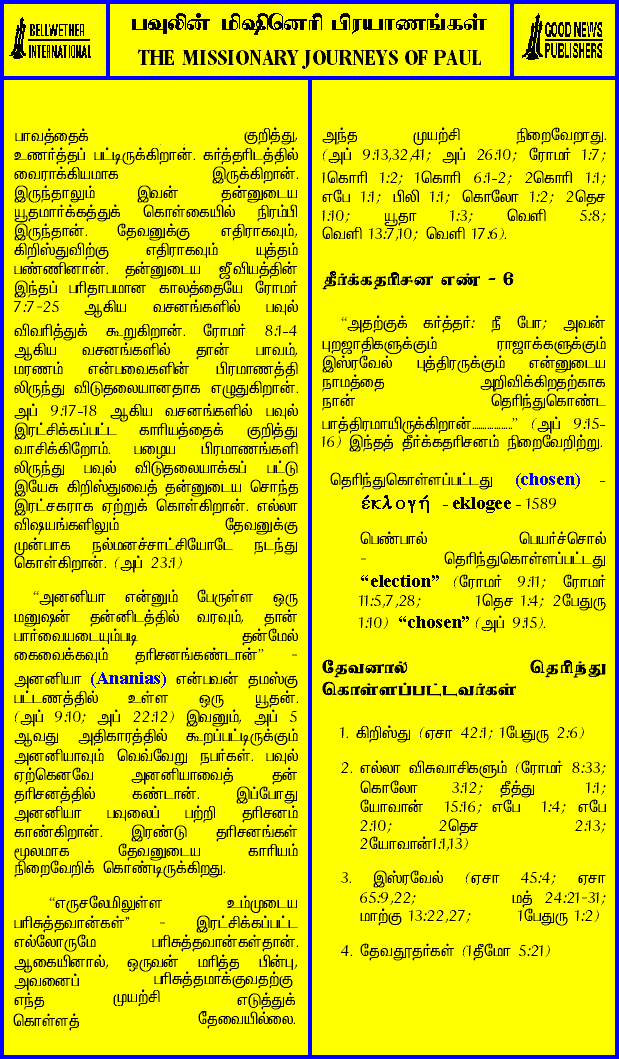 BELLWETHER
INTERNATIONAL
பவுலின் மிஷினெரி பிரயாணங்கள்
THE MISSIONARY JOURNEYS OF PAUL
GOOD NEWS
PUBLISHERS
பாவத்தைக் குறித்து,
உணர்த்தப் பட்டிருக்கிறான். கர்த்தரிடத்தில்
வைராக்கியமாக இருக்கிறான்.
இருந்தாலும் இவன் தன்னுடைய
யூதமார்க்கத்துக் கொள்கையில் நிரம்பி
இருந்தான். தேவனுக்கு எதிராகவும்,
கிறிஸ்துவிற்கு எதிராகவும் யுத்தம்
பண்ணினான். தன்னுடைய ஜீவியத்தின்
இந்தப் பரிதாபமான காலத்தையே ரோமர்
7:7-25 ஆகிய வசனங்களில் பவுல்
விவரித்துக் கூறுகிறான். ரோமர் 8:1-4
ஆகிய வசனங்களில் தான் பாவம்,
மரணம் என்பவைகளின் பிரமாணத்தி
லிருந்து விடுதலையானதாக எழுதுகிறான்.
அப் 9:17-18 ஆகிய வசனங்களில் பவுல்
இரட்சிக்கப்பட்ட காரியத்தைக் குறித்து
வாசிக்கிறோம். பழைய பிரமாணங்களி
லிருந்து பவுல் விடுதலையாக்கப் பட்டு
இயேசு கிறிஸ்துவைத் தன்னுடைய சொந்த
இரட்சகராக ஏற்றுக் கொள்கிறான். எல்லா
விஷயங்களிலும் தேவனுக்கு
முன்பாக நல்மனச்சாட்சியோடே நடந்து
கொள்கிறான். (அப் 23:1)
“அனனியா என்னும் பேருள்ள ஒரு
மனுஷன் தன்னிடத்தில் வரவும், தான்
பார்வையடையும்படி தன்மேல்
கைவைக்கவும் தரிசனங்கண்டான்” -
அனனியா (Ananias) என்பவன் தமஸ்கு
பட்டணத்தில் உள்ள ஒரு யூதன்.
(அப் 9:10; அப் 22:12) இவனும், அப் 5
ஆவது அதிகாரத்தில் கூறப்பட்டிருக்கும்
அனனியாவும் வெவ்வேறு நபர்கள். பவுல்
ஏற்கெனவே அனனியாவைத் தன்
தரிசனத்தில் கண்டான். இப்போது
அனனியா பவுலைப் பற்றி தரிசனம்
காண்கிறான். இரண்டு தரிசனங்கள்
மூலமாக தேவனுடைய காரியம்
நிறைவேறிக் கொண்டிருக்கிறது.
“எருசலேமிலுள்ள உம்முடைய
பரிசுத்தவான்கள்” - இரட்சிக்கப்பட்ட
எல்லோருமே பரிசுத்தவான்கள்தான்.
ஆகையினால், ஒருவன் மரித்த பின்பு,
அவனைப் பரிசுத்தமாக்குவதற்கு
எந்த முயற்சி எடுத்துக்
கொள்ளத் தேவையில்லை.
அந்த முயற்சி நிறைவேறாது.
(அப் 9:13,32,41; அப் 26:10; ரோமர் 1:7;
1கொரி 1:2; 1கொரி 6:1-2; 2கொரி 1:1;
எபே 1:1; பிலி 1:1; கொலோ 1:2; 2தெச
1:10; யூதா 1:3; வெளி 5:8;
வெளி 13:7,10; வெளி 17:6).
தீர்க்கதரிசன எண் - 6
“அதற்குக் கர்த்தர்: நீ போ; அவன்
புறஜாதிகளுக்கும் ராஜாக்களுக்கும்
இஸ்ரவேல் புத்திரருக்கும் என்னுடைய
நாமத்தை அறிவிக்கிறதற்காக
நான் தெரிந்துகொண்ட
பாத்திரமாயிருக்கிறான்.................” (அப் 9:15-
16) இந்தத் தீர்க்கதரிசனம் நிறைவேறிற்று.
தெரிந்துகொள்ளப்பட்டது (chosen) -
έκλογή - eklogee - 1589
பெண்பால் பெயர்ச்சொல்
- தெரிந்துகொள்ளப்பட்டது
“election” (ரோமர் 9:11; ரோமர்
11:5,7,28; 1தெச 1:4; 2பேதுரு
1:10) “chosen” (அப் 9:15).
தேவனால் தெரிந்து
கொள்ளப்பட்டவர்கள்
1. கிறிஸ்து (ஏசா 42:1; 1பேதுரு 2:6)
2. எல்லா விசுவாசிகளும் (ரோமர் 8:33;
கொலோ 3:12; தீத்து 1:1;
யோவான் 15:16; எபே 1:4; எபே
2:10; 2தெச 2:13;
2யோவான்1:1,13)
3. இஸ்ரவேல் (ஏசா 45:4; ஏசா
65:9,22; மத் 24:21-31;
மாற்கு 13:22,27; 1பேதுரு 1:2)
4. தேவதூதர்கள் (1தீமோ 5:21)